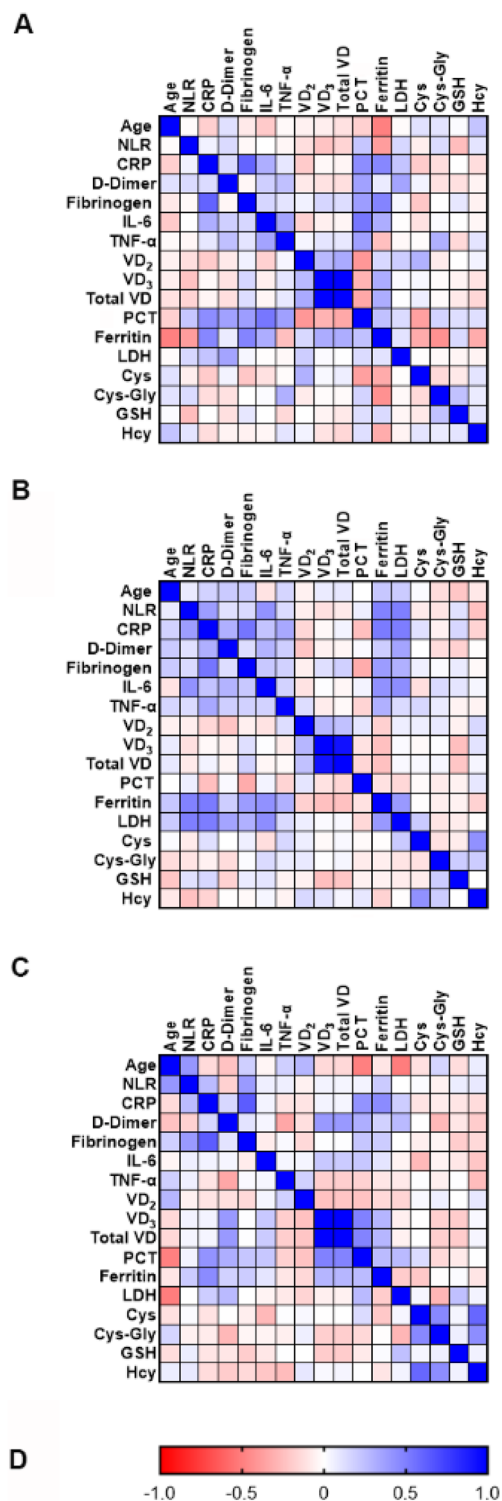 A
Age NLR CRP D-Dimer Fibrinogen IL-6 TNF-α VD2 VD3 Total VD PCT Ferritin LDH Cys Cys-Gly GSH Hcy
Age
NLR
CRP
D-Dimer
Fibrinogen
IL-6
TNF-α
VD2
VD3
Total VD
PCT
Ferritin
LDH
Cys
Cys-Gly
GSH
Hcy
B
Age NLR CRP D-Dimer Fibrinogen IL-6 TNF-α VD2 VD3 Total VD PCT Ferritin LDH Cys Cys-Gly GSH Hcy
Age
NLR
CRP
D-Dimer
Fibrinogen
IL-6
TNF-α
VD2
VD3
Total VD
PCT
Ferritin
LDH
Cys
Cys-Gly
GSH
Hcy
C
Age NLR CRP D-Dimer Fibrinogen IL-6 TNF-α VD2 VD3 Total VD PCT Ferritin LDH Cys Cys-Gly GSH Hcy
Age
NLR
CRP
D-Dimer
Fibrinogen
IL-6
TNF-α
VD2
VD3
Total VD
PCT
Ferritin
LDH
Cys
Cys-Gly
GSH
Hcy
D
-1.0 -0.5 0 0.5 1.0